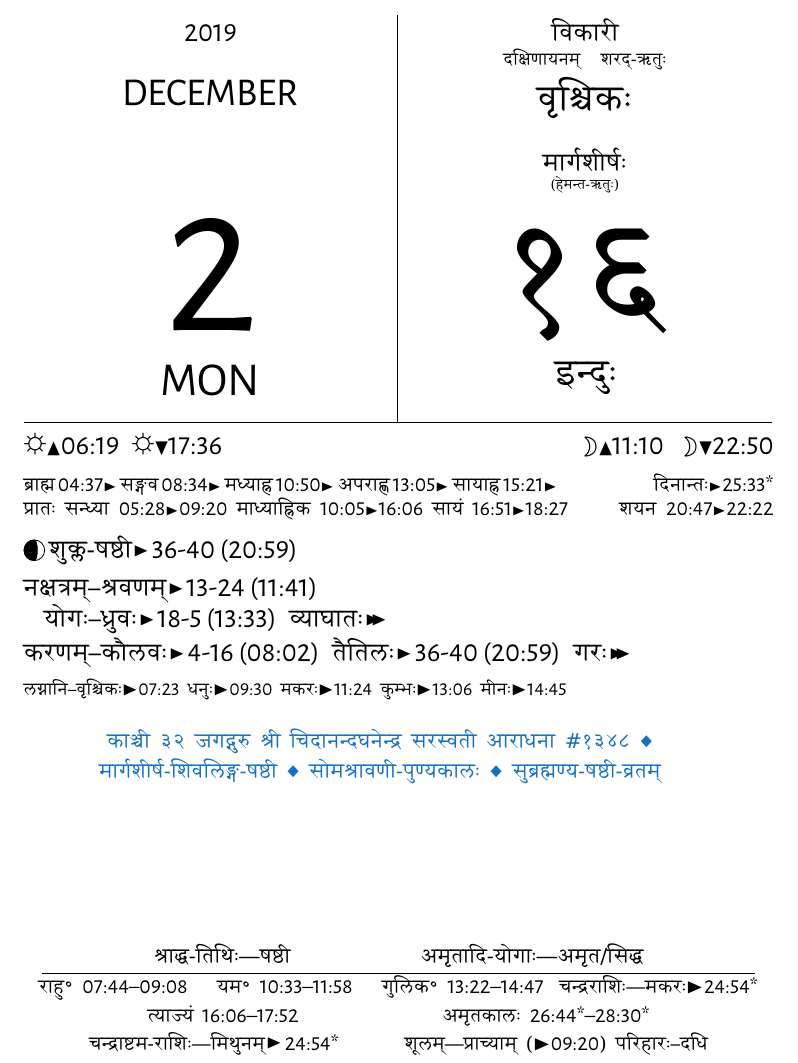 2019
DECEMBER
2
MON
विकारी
दक्षिणायनम् शरद्-ऋतुः
वृश्चिकः
मार्गशीर्षः
(हेमन्त-ऋतुः)
१६
इन्दुः
☼▲06:19 ☼▼17:36 ☽▲11:10 ☽▼22:50
ब्राह्म 04:37► सङ्गव 08:34► मध्याह्न 10:50► अपराह्ण 13:05► सायाह्न 15:21► दिनान्तः►25:33*
प्रातः सन्ध्या 05:28►09:20 माध्याह्निक 10:05►16:06 सायं 16:51►18:27 शयन 20:47►22:22
शुक्ल-षष्ठी►36-40 (20:59)
नक्षत्रम्–श्रवणम्►13-24 (11:41)
योगः–ध्रुवः►18-5 (13:33) व्याघातः►►
करणम्–कौलवः►4-16 (08:02) तैतिलः►36-40 (20:59) गरः►►
लग्नानि–वृश्चिकः►07:23 धनुः►09:30 मकरः►11:24 कुम्भः►13:06 मीनः►14:45
काञ्ची ३२ जगद्गुरु श्री चिदानन्दघनेन्द्र सरस्वती आराधना #१३४८ ◆
मार्गशीर्ष-शिवलिङ्ग-षष्ठी ◆ सोमश्रावणी-पुण्यकालः ◆ सुब्रह्मण्य-षष्ठी-व्रतम्
श्राद्ध-तिथिः—षष्ठी अमृतादि-योगाः—अमृत/सिद्ध
राहु॰ 07:44–09:08 यम॰ 10:33–11:58 गुलिक॰ 13:22–14:47 चन्द्रराशिः—मकरः►24:54*
त्याज्यं 16:06–17:52 अमृतकालः 26:44*–28:30*
चन्द्राष्टम-राशिः—मिथुनम्►24:54* शूलम्—प्राच्याम् (►09:20) परिहारः–दधि